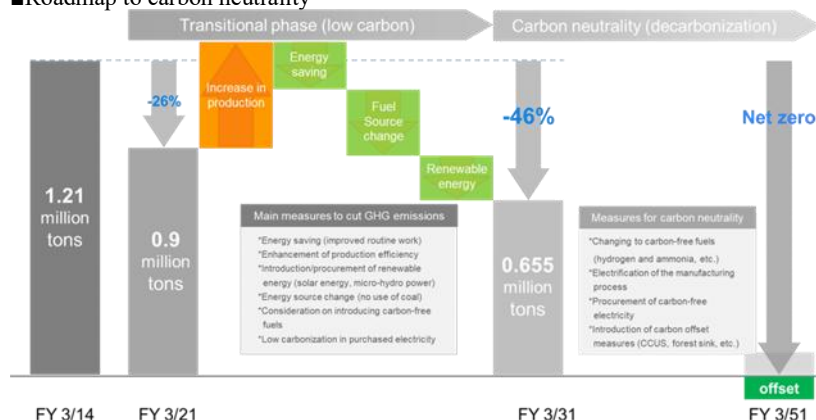 ■Roadmap to carbon neutrality
Transitional phase (low carbon)
Carbon neutrality (decarbonization)
-26%
Increase in
production
Energy
saving
Fuel
Source
change
Renewable
energy
-46%
Net zero
1.21
million
tons
0.9
million
tons
Main measures to cut GHG emissions
*Energy saving (improved routine work)
*Enhancement of production efficiency
*Introduction/procurement of renewable
energy (solar energy, micro-hydro power)
*Energy source change (no use of coal)
*Consideration on introducing carbon-free
fuels
*Low carbonization in purchased electricity
0.655
million
tons
Measures for carbon neutrality
*Changing to carbon-free fuels
(hydrogen and ammonia, etc.)
*Electrification of the manufacturing
process
*Procurement of carbon-free
electricity
*Introduction of carbon offset
measures (CCUS, forest sink, etc.)
offset
FY 3/14
FY 3/21
FY 3/31
FY 3/51